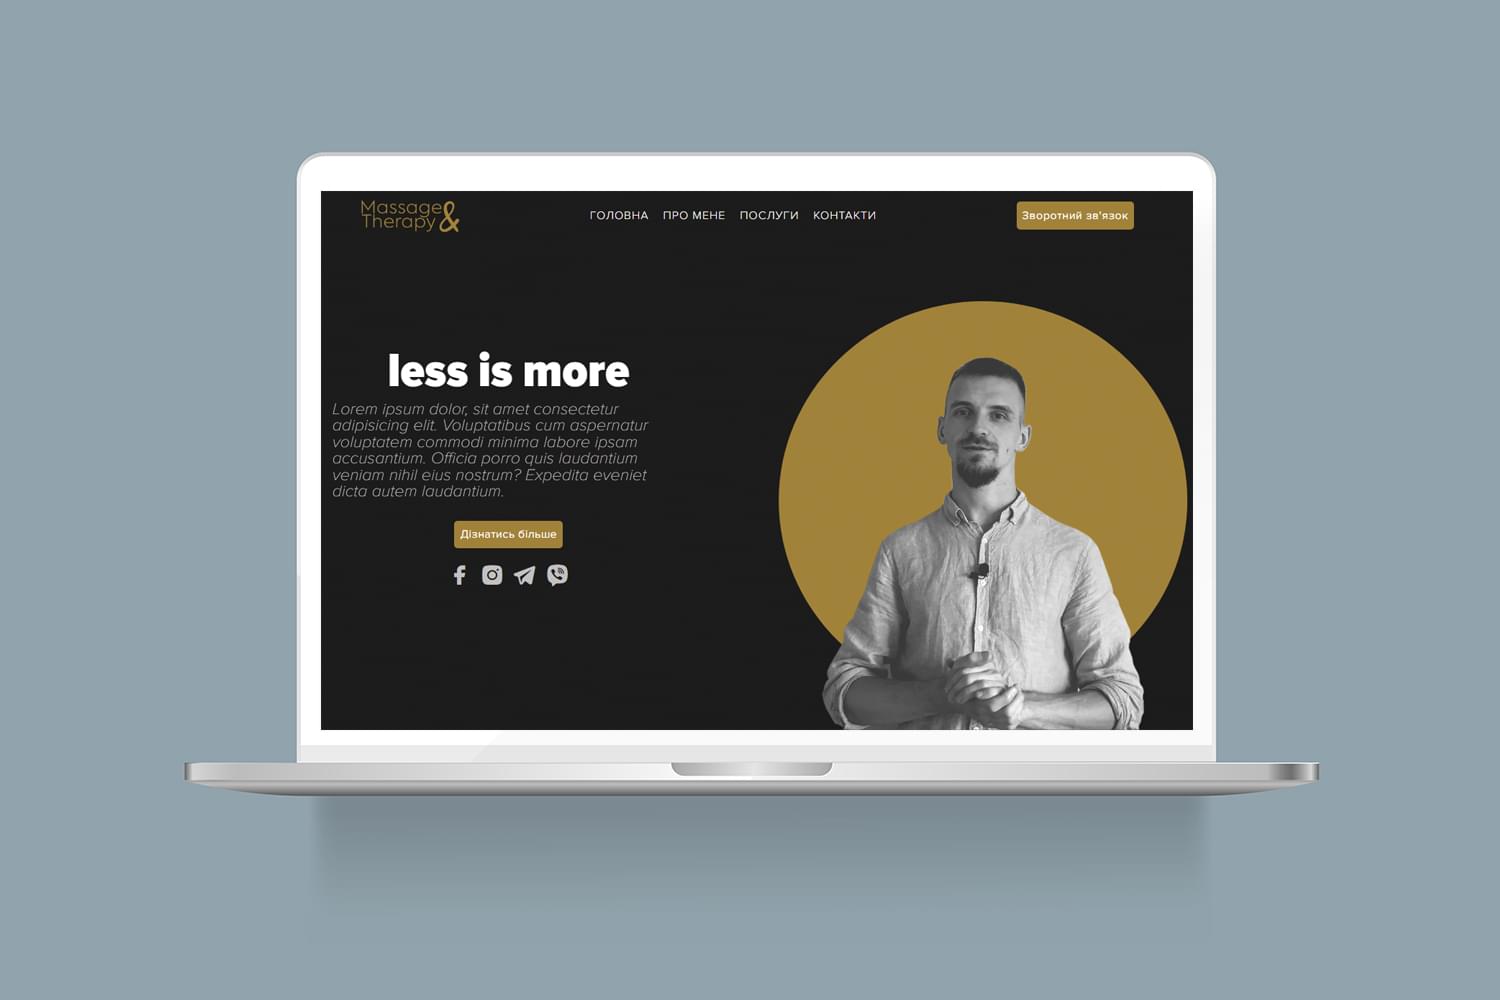 Massage &
Therapy
ГОЛОВНА ПРО МЕНЕ ПОСЛУГИ КОНТАКТИ
Зворотний зв'язок
less is more
Lorem ipsum dolor, sit amet consectetur
adipisicing elit. Voluptatibus cum aspernatur
voluptatem commodi minima labore ipsam
accusantium. Officia porro quis laudantium
veniam nihil eius nostrum? Expedita eveniet
dicta autem laudantium.
Дізнатись більше